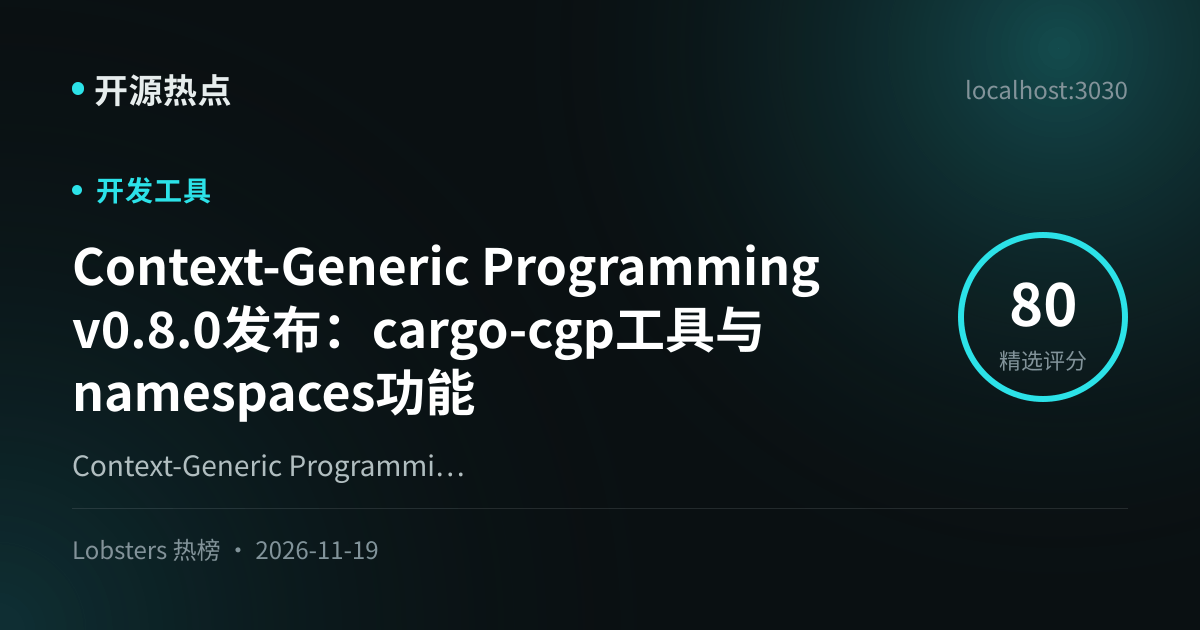 开源热点
localhost:3030
开发工具
Context-Generic Programming
v0.8.0发布：cargo-cgp工具与
namespaces功能
80
精选评分
Context-Generic Programmi…
Lobsters 热榜 · 2026-11-19